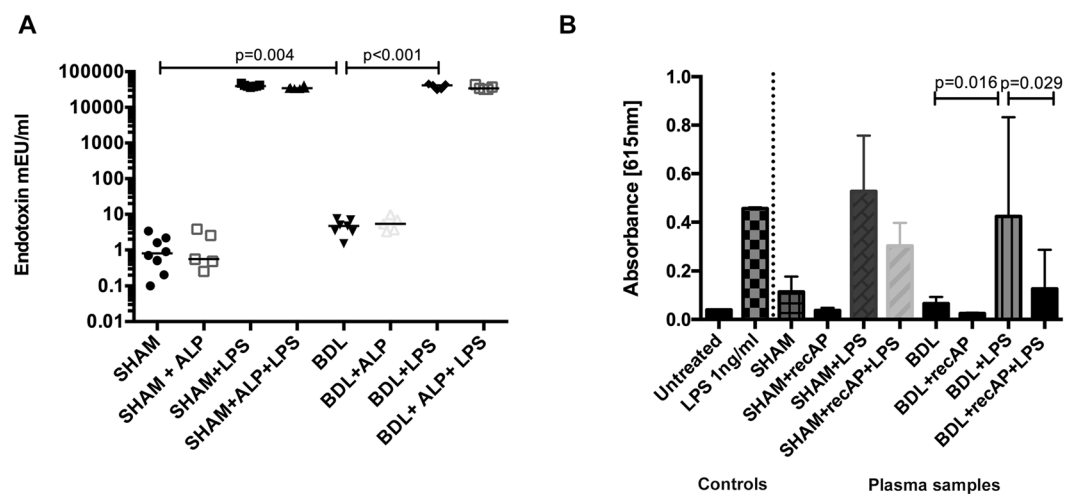 A
p=0.004
p<0.001
Endotoxin mEU/ml
100000
10000
1000
100
10
1
0.1
0.01
SHAM
SHAM + ALP
SHAM+LPS
SHAM+ALP+LPS
BDL
BDL+ALP
BDL+LPS
BDL+ ALP+ LPS
B
p=0.016
p=0.029
Absorbance [615nm]
1.0
0.8
0.6
0.4
0.2
0.0
Untreated
LPS 1ng/ml
SHAM
SHAM+recAP
SHAM+LPS
SHAM+recAP+LPS
BDL
BDL+recAP
BDL+LPS
BDL+recAP+LPS
Controls
Plasma samples